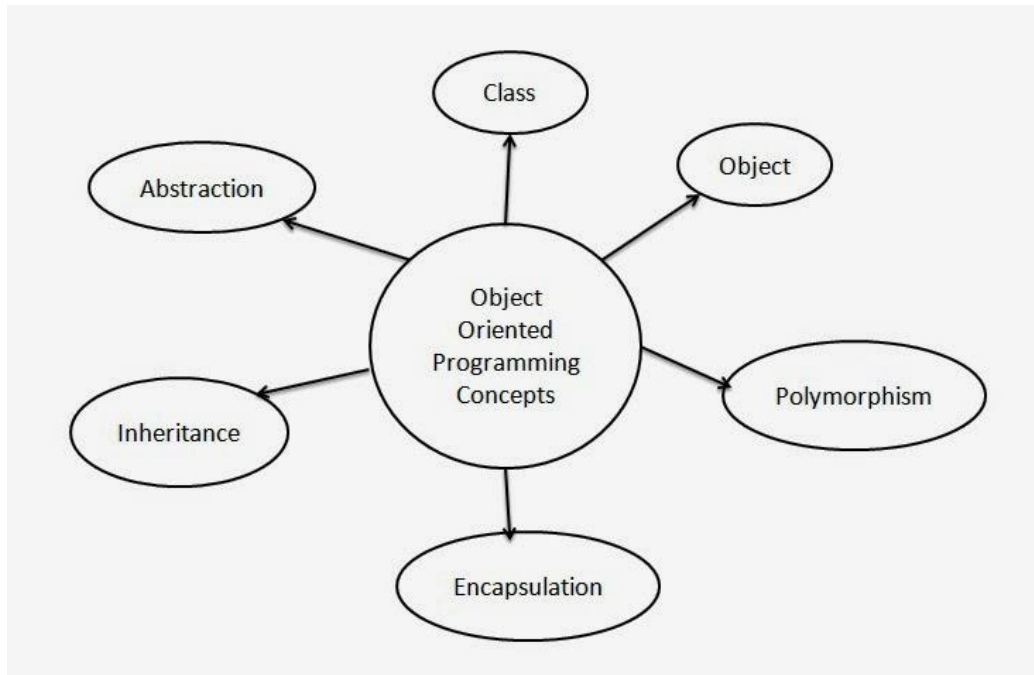 Class
Object
Abstraction
Object
Oriented
Programming
Concepts
Polymorphism
Inheritance
Encapsulation